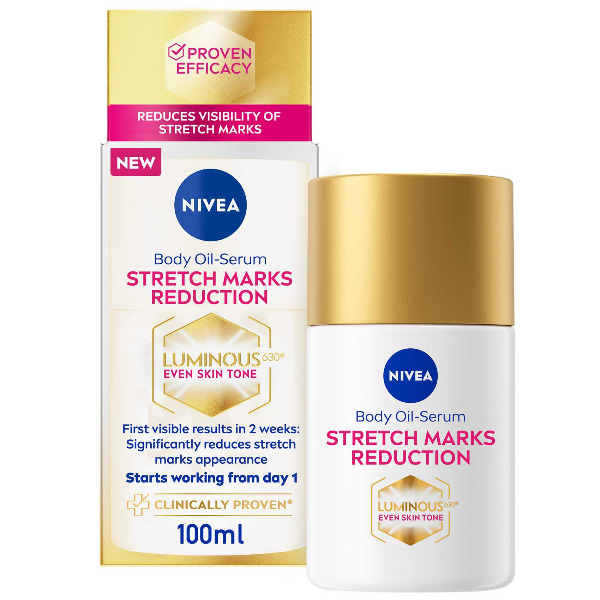 PROVEN
EFFICACY
REDUCES VISIBILITY OF
STRETCH MARKS
NEW
NIVEA
Body Oil-Serum
STRETCH MARKS
REDUCTION
LUMINOUS630®
EVEN SKIN TONE
First visible results in 2 weeks:
Significantly reduces stretch
marks appearance
Starts working from day 1
CLINICALLY PROVEN*
100ml
NIVEA
Body Oil-Serum
STRETCH MARKS
REDUCTION
LUMINOUS630®
EVEN SKIN TONE